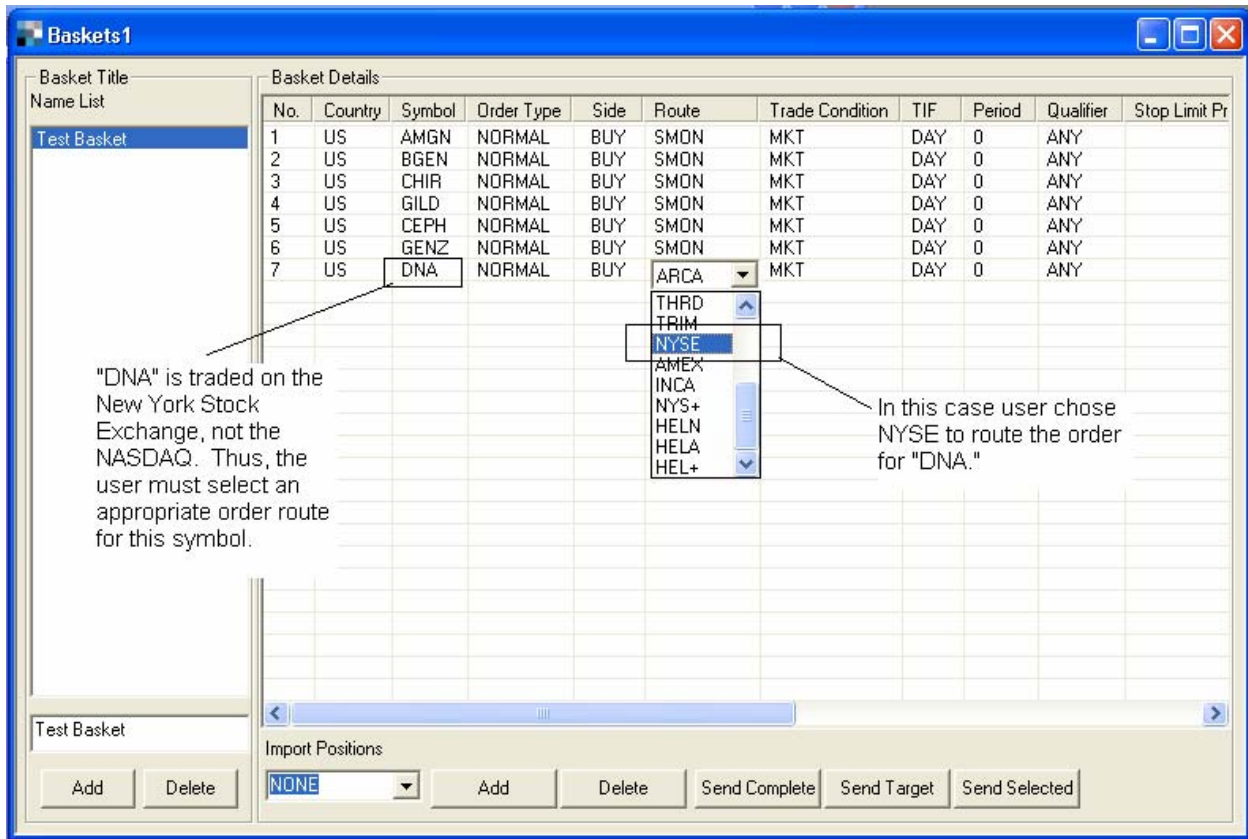 Baskets1
Basket Title
Name List
Test Basket
Basket Details
No. Country Symbol Order Type Side Route Trade Condition TIF Period Qualifier Stop Limit Pr
1 US AMGN NORMAL BUY SMON MKT DAY 0 ANY
2 US BGEN NORMAL BUY SMON MKT DAY 0 ANY
3 US CHIR NORMAL BUY SMON MKT DAY 0 ANY
4 US GILD NORMAL BUY SMON MKT DAY 0 ANY
5 US CEPH NORMAL BUY SMON MKT DAY 0 ANY
6 US GENZ NORMAL BUY SMON MKT DAY 0 ANY
7 US DNA NORMAL BUY ARCA MKT DAY 0 ANY
THRD
TRIM
NYSE
AMEX
INCA
NYS+
HELN
HELA
HEL+
"DNA" is traded on the
New York Stock
Exchange, not the
NASDAQ. Thus, the
user must select an
appropriate order route
for this symbol.
In this case user chose
NYSE to route the order
for "DNA."
Test Basket
Add Delete
Import Positions
NONE Add Delete Send Complete Send Target Send Selected